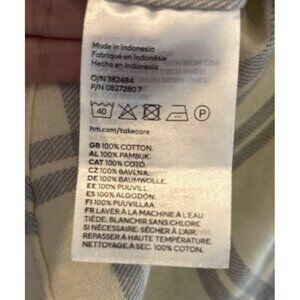 Made in Indonesia
Fabriqué en Indonésie
Hecho en Indonesia
O/N 382484
P/N 08272807
40
P
hm.com/takecare
GB 100% COTTON.
AL 100% PAMBUK.
CAT 100% COTÓ.
CZ 100% BAVLNA.
DE 100% BAUMWOLLE.
EE 100% PUUVILL.
ES 100% ALGODÓN.
FI 100% PUUVILLAA.
FR LAVER À LA MACHINE À L'EAU
TIÈDE. BLANCHIR SANS CHLORE
SI NÉCESSAIRE. SÉCHER À L'AIR.
REPASSER À HAUTE TEMPÉRATURE.
NETTOYAGE À SEC. 100% COTON.